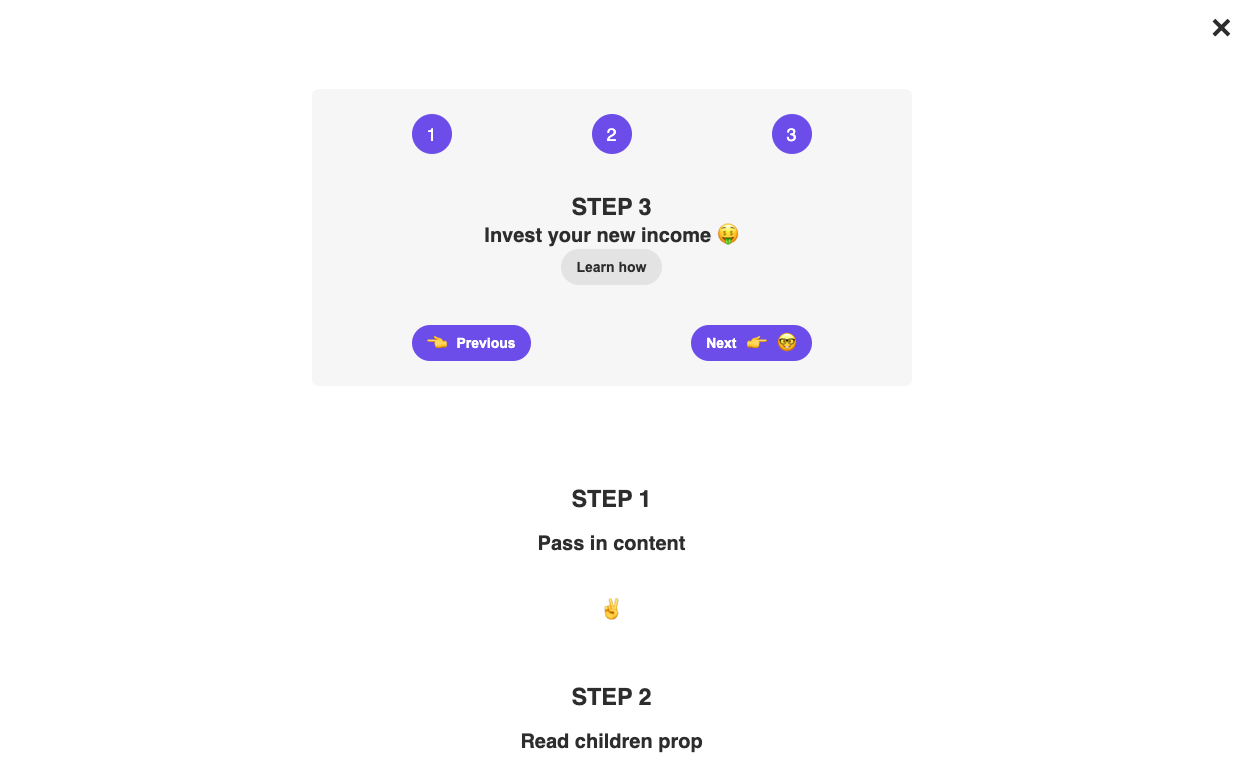 ×
1 2 3
STEP 3
Invest your new income 🤑
Learn how
👈 Previous Next 👉 🤓
STEP 1
Pass in content
✌️
STEP 2
Read children prop